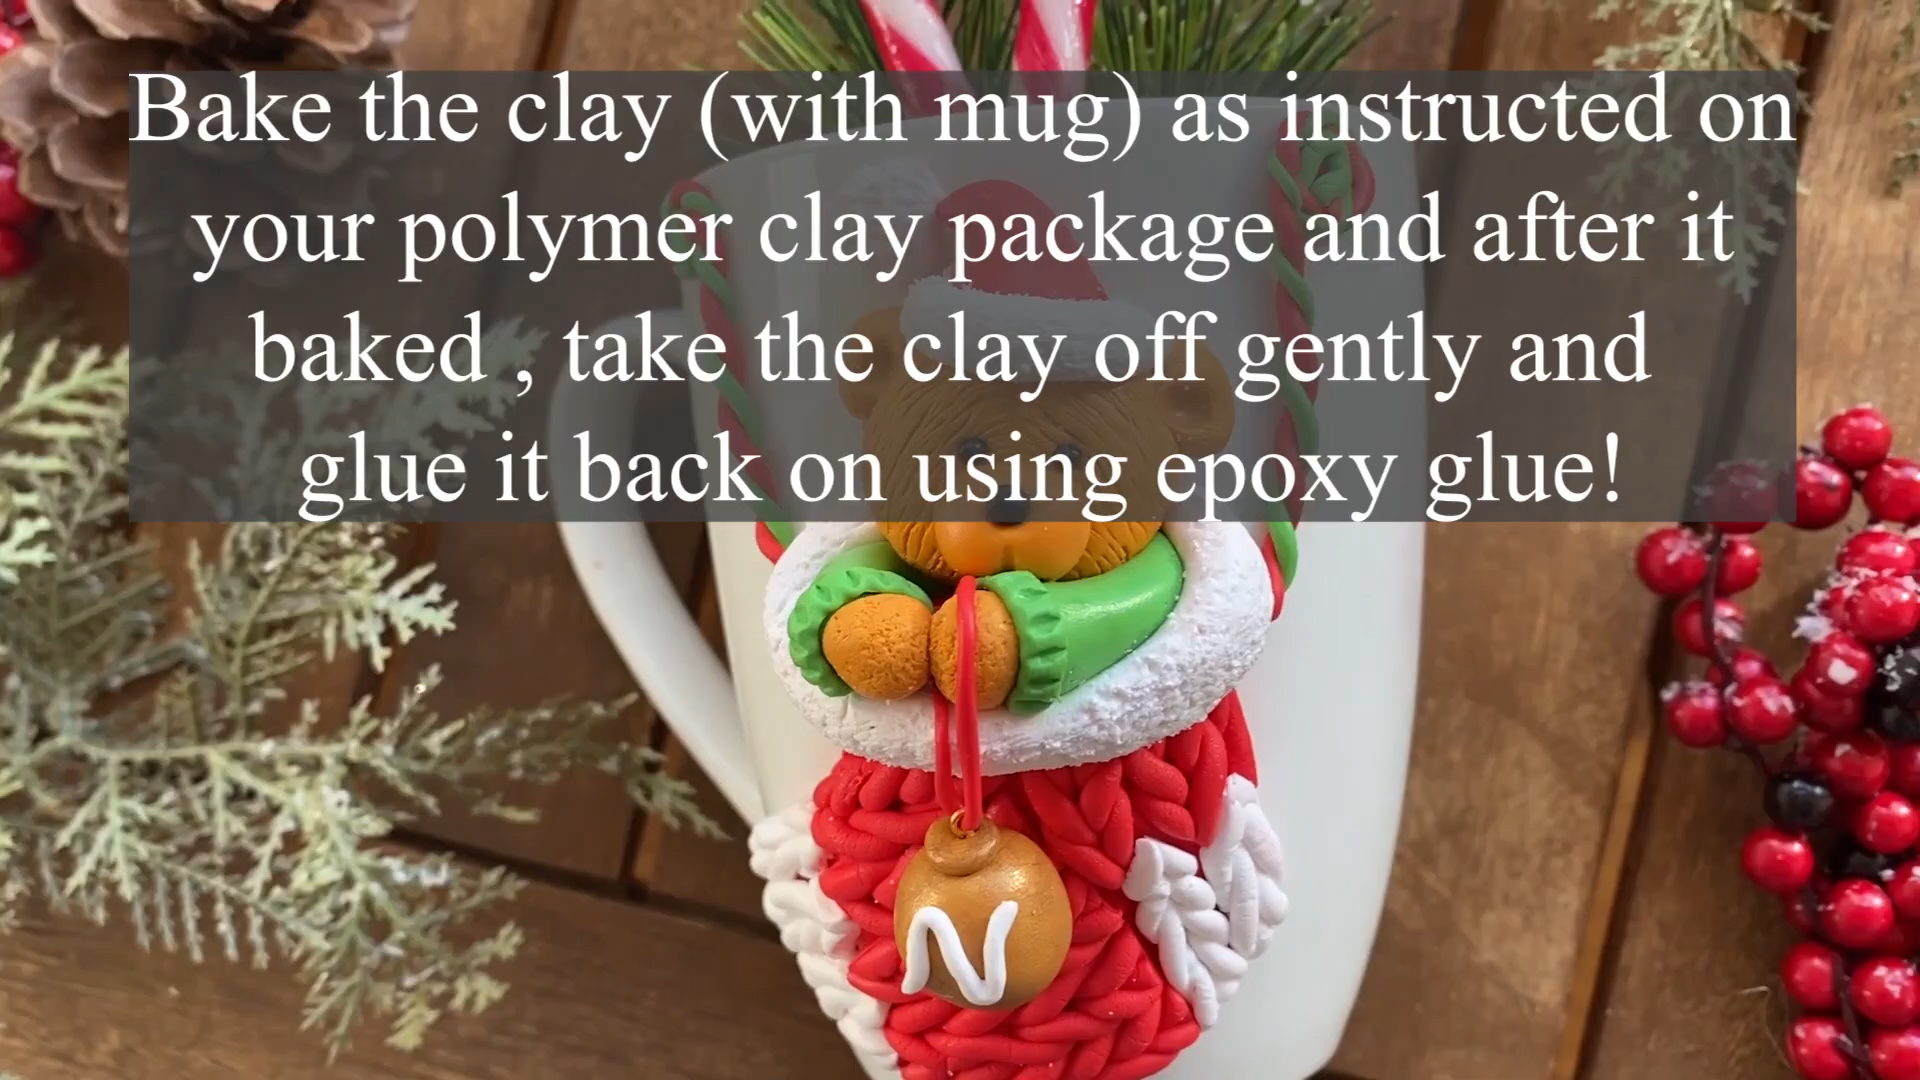 Bake the clay (with mug) as instructed on
your polymer clay package and after it
baked , take the clay off gently and
glue it back on using epoxy glue!
N